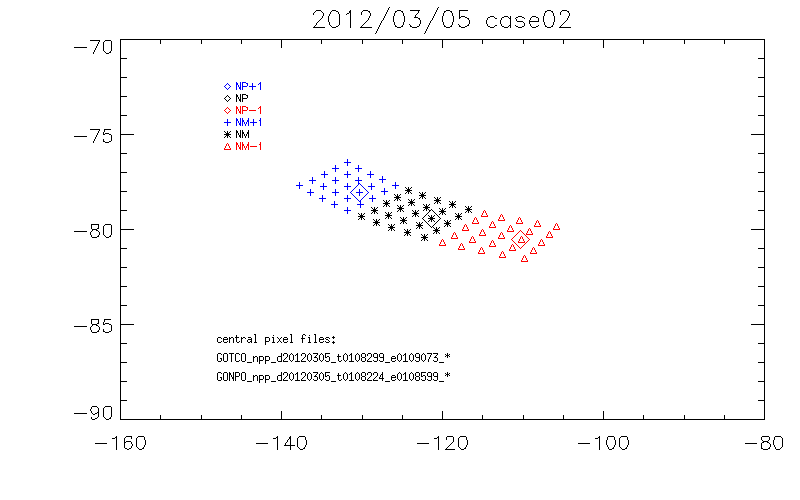 2012/03/05 case02
-70
NP+1
NP
NP-1
NM+1
NM
NM-1
-75
-80
-85
central pixel files:
GOTCO_npp_d20120305_t0108299_e0109073_*
GONPO_npp_d20120305_t0108224_e0108599_*
-90
-160 -140 -120 -100 -80